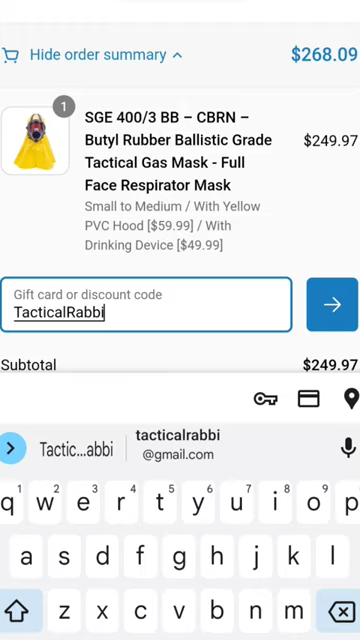 Hide order summary
$268.09
1
SGE 400/3 BB – CBRN –
Butyl Rubber Ballistic Grade
Tactical Gas Mask - Full
Face Respirator Mask
$249.97
Small to Medium / With Yellow
PVC Hood [$59.99] / With
Drinking Device [$49.99]
Gift card or discount code
TacticalRabbi
Subtotal
$249.97
Tactic...abbi
tacticalrabbi
@gmail.com
q w e r t y u i o p
1 2 3 4 5 6 7 8 9
a s d f g h j k l
z x c v b n m